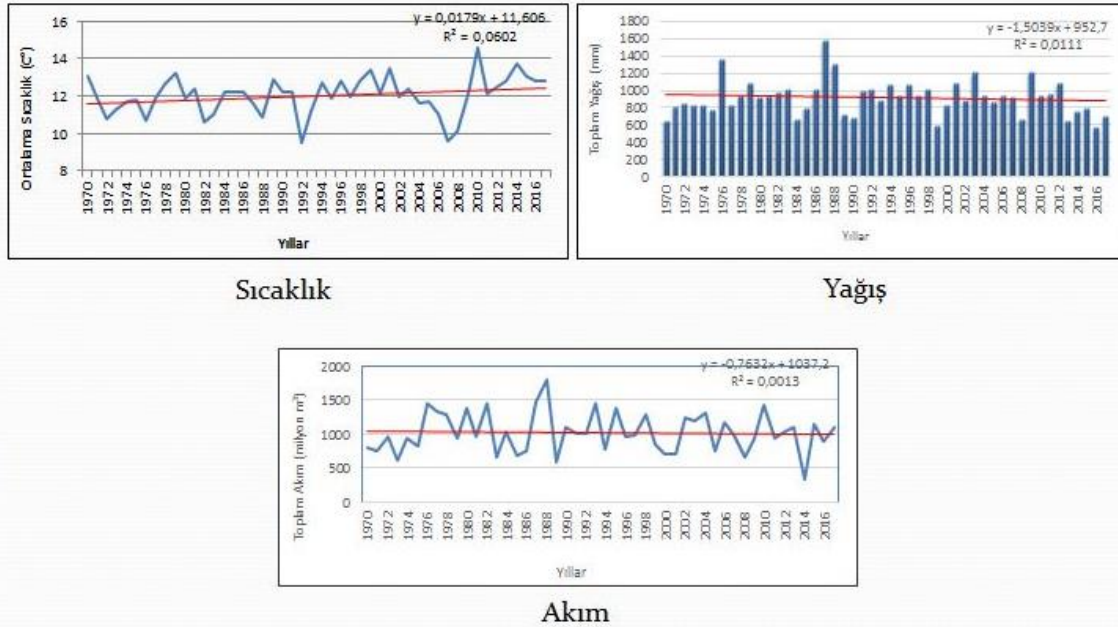 y = 0,0179x + 11,606
R² = 0,0602
16
14
12
10
8
Ortalama Sıcaklık (C°)
1970 1972 1974 1976 1978 1980 1982 1984 1986 1988 1990 1992 1994 1996 1998 2000 2002 2004 2006 2008 2010 2012 2014 2016
Yıllar
Sıcaklık
y = -1,5039x + 952,7
R² = 0,0111
1800
1600
1400
1200
1000
800
600
400
200
0
Toplam Yağış (mm)
1970 1972 1974 1976 1978 1980 1982 1984 1986 1988 1990 1992 1994 1996 1998 2000 2002 2004 2006 2008 2010 2012 2014 2016
Yıllar
Yağış
y = -0,7632x + 1037,2
R² = 0,0013
2000
1500
1000
500
0
Toplam Akım (milyon m³)
1970 1972 1974 1976 1978 1980 1982 1984 1986 1988 1990 1992 1994 1996 1998 2000 2002 2004 2006 2008 2010 2012 2014 2016
Yıllar
Akım